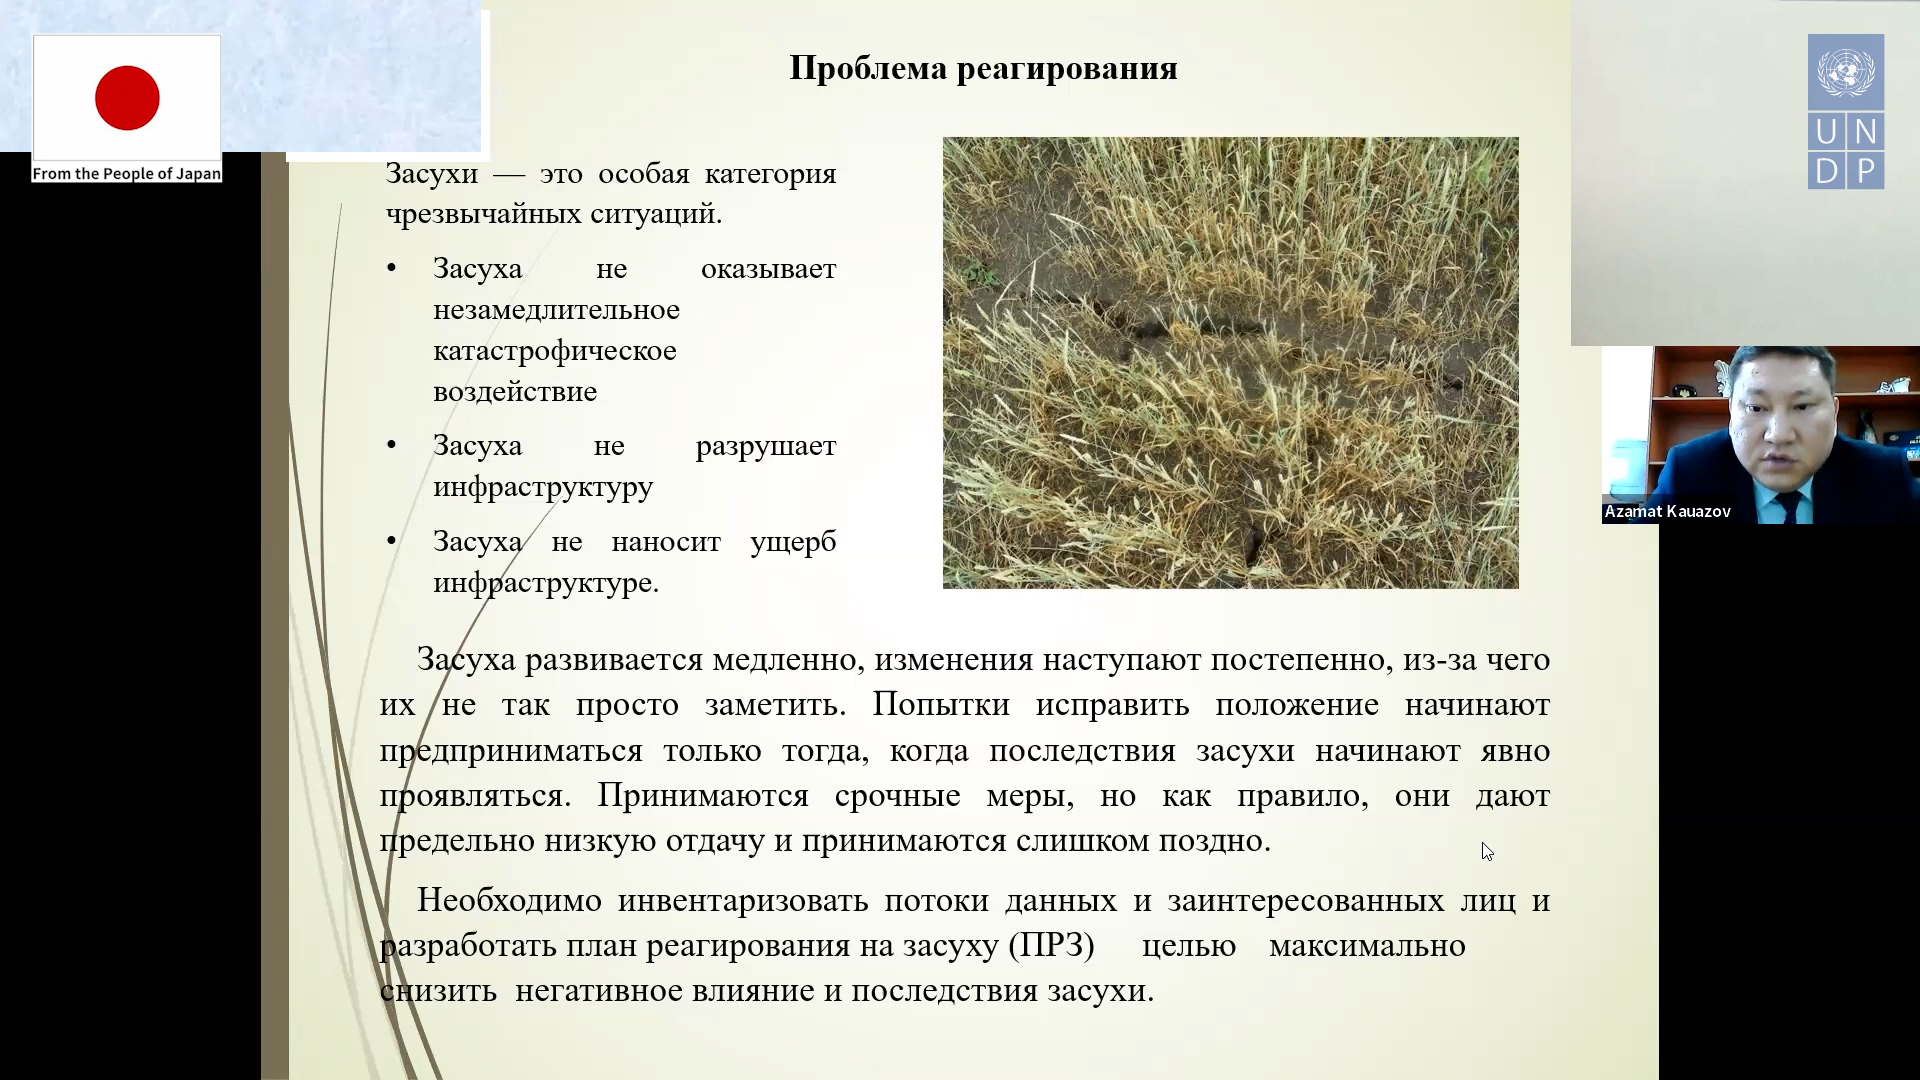 Проблема реагирования
From the People of Japan
U N
D P
Засухи — это особая категория
чрезвычайных ситуаций.
• Засуха не оказывает
незамедлительное
катастрофическое
воздействие
• Засуха не разрушает
инфраструктуру
• Засуха не наносит ущерб
инфраструктуре.
Azamat Kauazov
Засуха развивается медленно, изменения наступают постепенно, из-за чего
их не так просто заметить. Попытки исправить положение начинают
предприниматься только тогда, когда последствия засухи начинают явно
проявляться. Принимаются срочные меры, но как правило, они дают
предельно низкую отдачу и принимаются слишком поздно.
Необходимо инвентаризовать потоки данных и заинтересованных лиц и
разработать план реагирования на засуху (ПРЗ) целью максимально
снизить негативное влияние и последствия засухи.